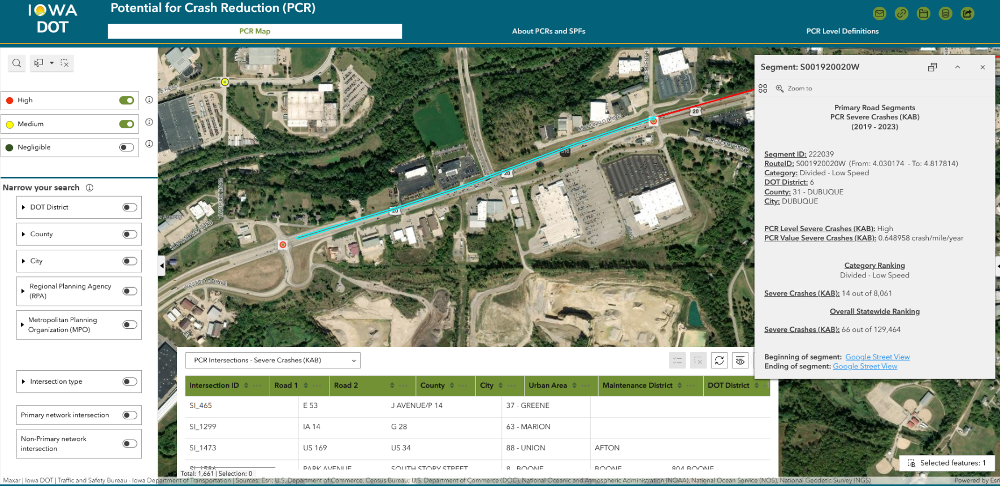 IOWA
DOT
Potential for Crash Reduction (PCR)
PCR Map
About PCRs and SPFs
PCR Level Definitions
High
Medium
Negligible
Narrow your search
DOT District
County
City
Regional Planning Agency
(RPA)
Metropolitan Planning
Organization (MPO)
Intersection type
Primary network intersection
Non-Primary network
intersection
LE ROAD
RADFORD ROAD
e Armory
OLD HIGHWAY ROAD
WESTSIDE DRIVE
MC DONALD DRIVE
CRESCENT RI
CRESCENT RIDGE
20
20
20
516
Segment: S001920020W
Zoom to
Primary Road Segments
PCR Severe Crashes (KAB)
(2019 - 2023)
Segment ID: 222039
RouteID: S001920020W (From: 4.030174 - To: 4.817814)
Category: Divided - Low Speed
DOT District: 6
County: 31 - DUBUQUE
City: DUBUQUE
PCR Level Severe Crashes (KAB): High
PCR Value Severe Crashes (KAB): 0.648958 crash/mile/year
Category Ranking
Divided - Low Speed
Severe Crashes (KAB): 14 out of 8,061
Overall Statewide Ranking
Severe Crashes (KAB): 66 out of 129,464
Beginning of segment: Google Street View
Ending of segment: Google Street View
PCR Intersections - Severe Crashes (KAB)
Intersection ID Road 1 Road 2 County City Urban Area Maintenance District DOT District
SI_465 E 53 J AVENUE/P 14 37 - GREENE
SI_1299 IA 14 G 28 63 - MARION
SI_1473 US 169 US 34 88 - UNION AFTON
SI_1586 PARK AVENUE SOUTH STORY STREET 8 - BOONE BOONE 804 BOONE
Total: 1,661 | Selection: 0
Selected features: 1
Maxar | Iowa DOT | Traffic and Safety Bureau - Iowa Department of Transportation | Sources: Esri; U.S. Department of Commerce, Census Bureau; U.S. Department of Commerce (DOC), National Oceanic and Atmospheric Administration (NOAA), National Ocean Service (NOS), National Geodetic Survey (NGS)
Powered by Esri